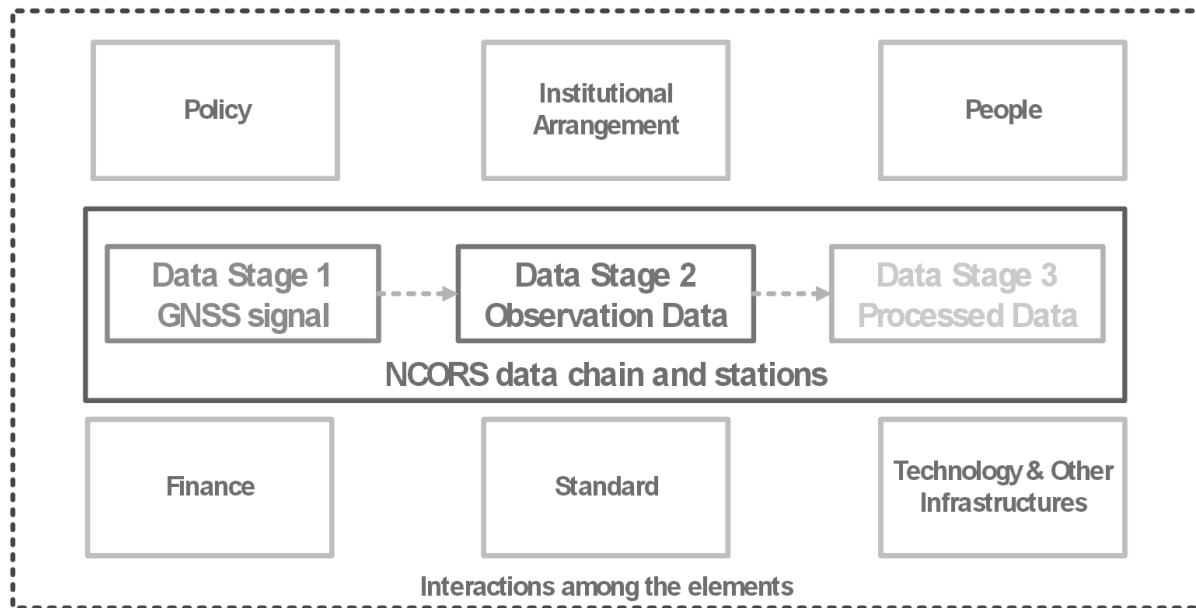 Policy
Institutional
Arrangement
People
Data Stage 1
GNSS signal
Data Stage 2
Observation Data
Data Stage 3
Processed Data
NCORS data chain and stations
Finance
Standard
Technology & Other
Infrastructures
Interactions among the elements